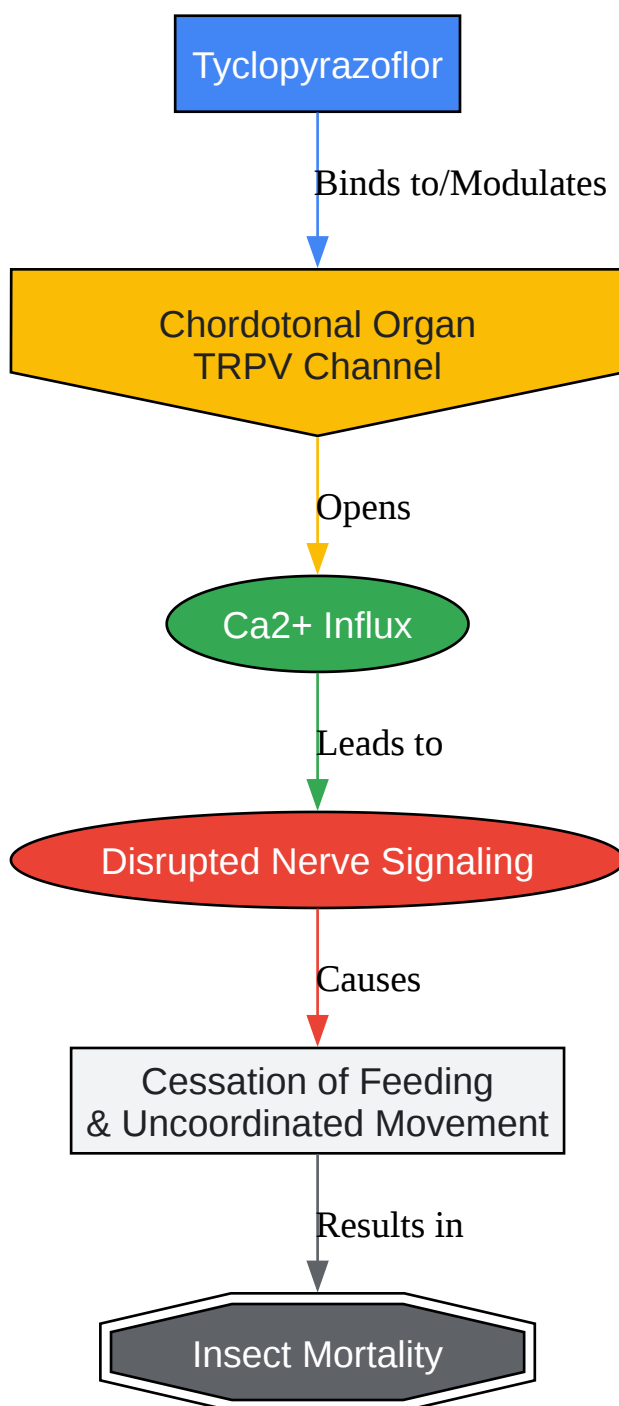 Tyclopyrazoflor
Binds to/Modulates
Chordotonal Organ
TRPV Channel
Opens
Ca2+ Influx
Leads to
Disrupted Nerve Signaling
Causes
Cessation of Feeding
& Uncoordinated Movement
Results in
Insect Mortality